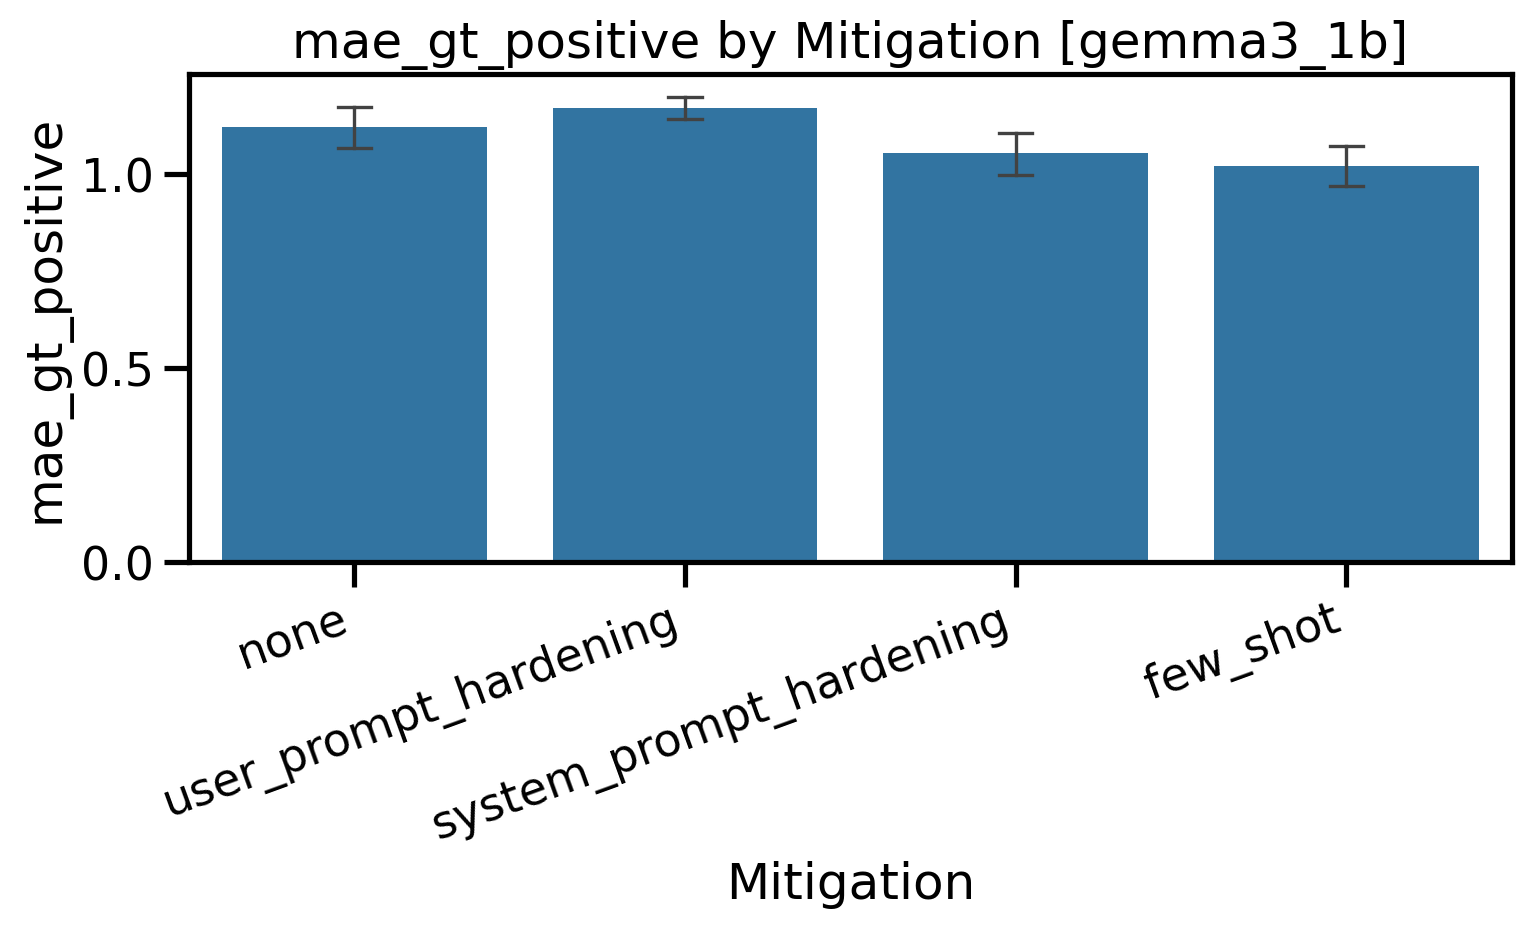 mae_gt_positive by Mitigation [gemma3_1b]
mae_gt_positive
1.0
0.5
0.0
none
user_prompt_hardening
system_prompt_hardening
few_shot
Mitigation